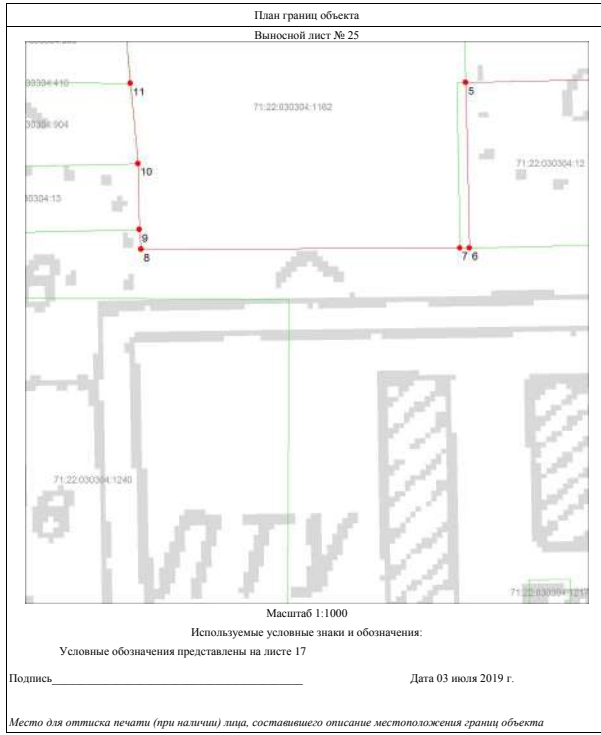 План границ объекта
Выносной лист № 25
5
11
71:22:030304:1162
10
71:22:030304:12
9
8
7 6
71:22:030304:1240
ПТУ
Масштаб 1:1000
Используемые условные знаки и обозначения:
Условные обозначения представлены на листе 17
Подпись Дата 03 июля 2019 г.
Место для оттиска печати (при наличии) лица, составившего описание местоположения границ объекта